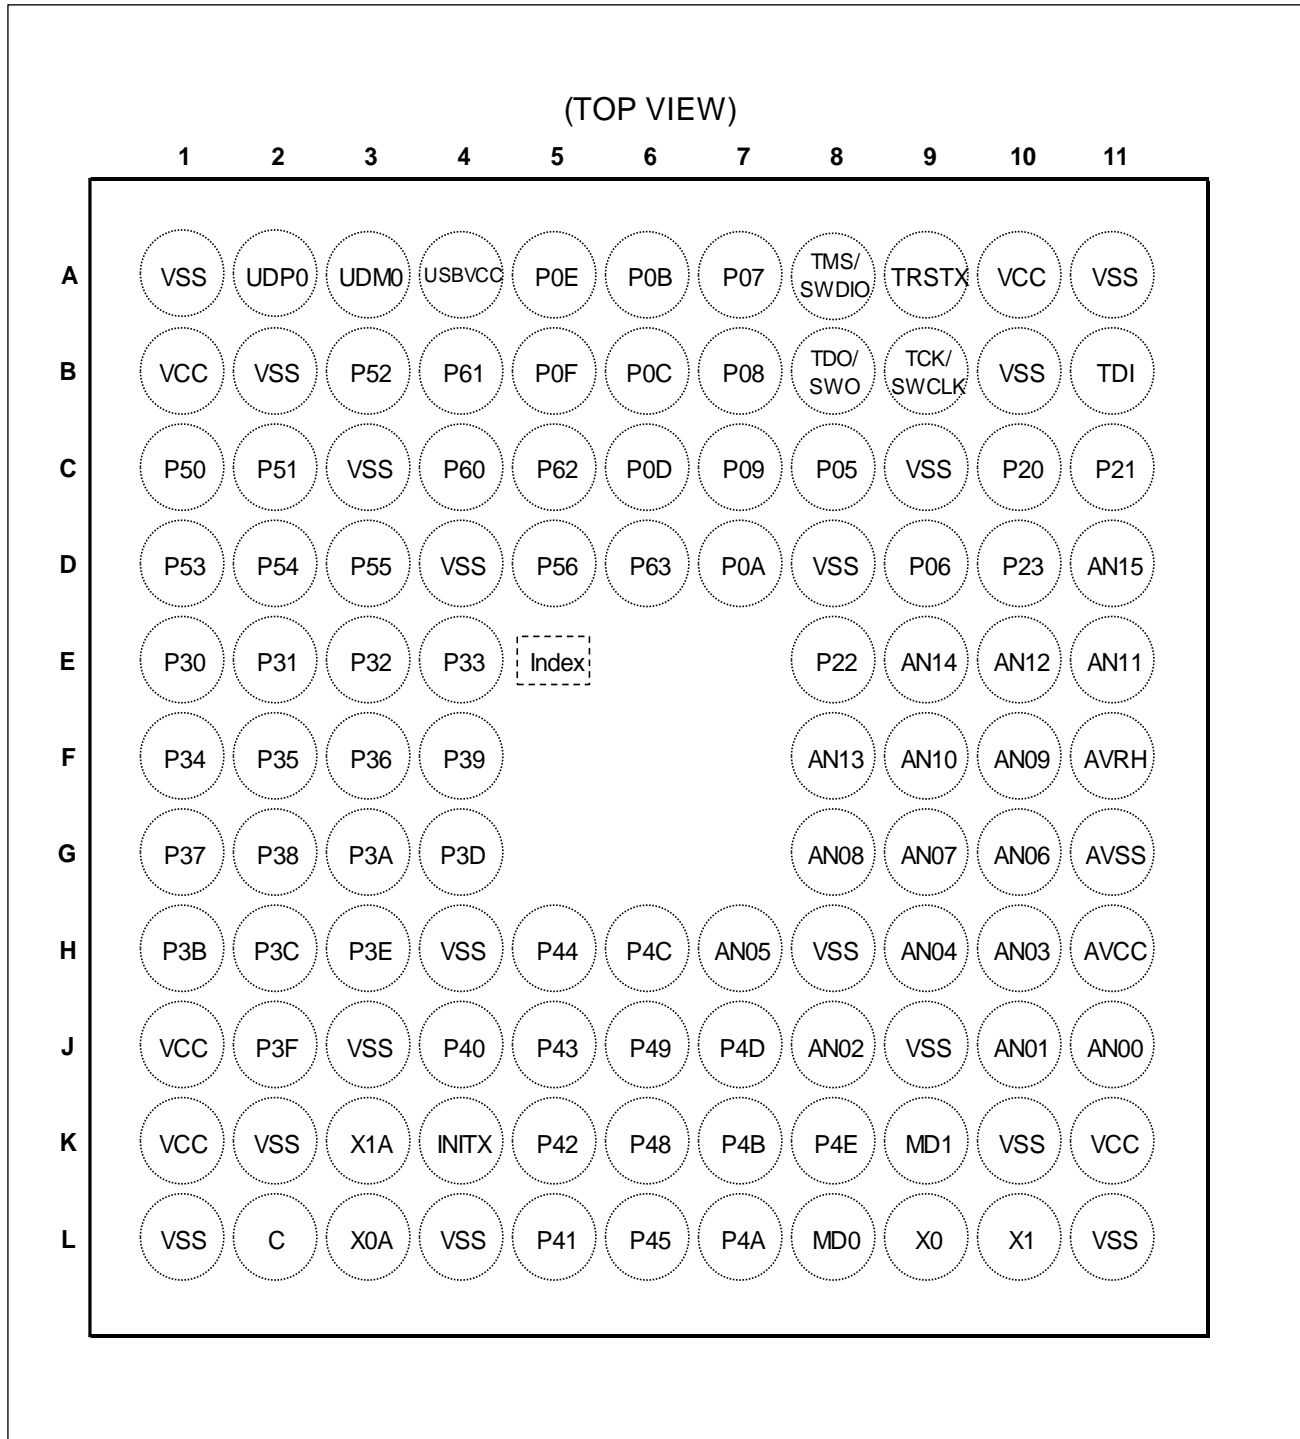 (TOP VIEW)
1 2 3 4 5 6 7 8 9 10 11
A VSS UDP0 UDM0 USBVCC P0E P0B P07 TMS/SWDIO TRSTX VCC VSS
B VCC VSS P52 P61 P0F P0C P08 TDO/SWO TCK/SWCLK VSS TDI
C P50 P51 VSS P60 P62 P0D P09 P05 VSS P20 P21
D P53 P54 P55 VSS P56 P63 P0A VSS P06 P23 AN15
E P30 P31 P32 P33 Index P22 AN14 AN12 AN11
F P34 P35 P36 P39 AN13 AN10 AN09 AVRH
G P37 P38 P3A P3D AN08 AN07 AN06 AVSS
H P3B P3C P3E VSS P44 P4C AN05 VSS AN04 AN03 AVCC
J VCC P3F VSS P40 P43 P49 P4D AN02 VSS AN01 AN00
K VCC VSS X1A INITX P42 P48 P4B P4E MD1 VSS VCC
L VSS C X0A VSS P41 P45 P4A MD0 X0 X1 VSS